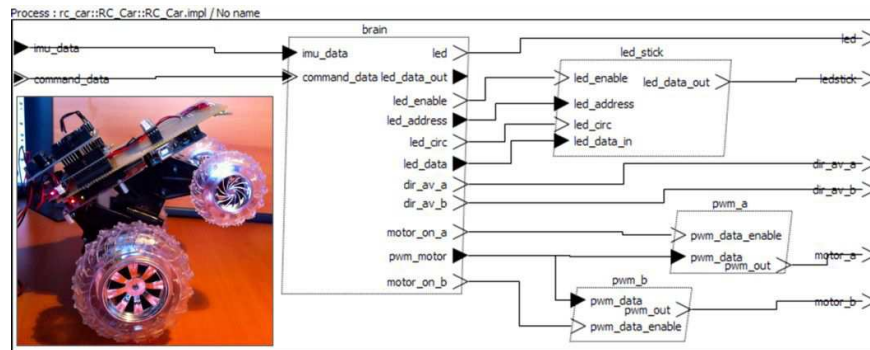 Process : rc_car::RC_Car::RC_Car.impl / No name
imu_data
command_data
brain
imu_data
command_data
led
led_data_out
led_enable
led_address
led_circ
led_data
dir_av_a
dir_av_b
motor_on_a
pwm_motor
motor_on_b
led_stick
led_enable
led_address
led_circ
led_data_in
led_data_out
pwm_a
pwm_data_enable
pwm_data
pwm_out
pwm_b
pwm_data
pwm_out
pwm_data_enable
led
ledstick
dir_av_a
dir_av_b
motor_a
motor_b